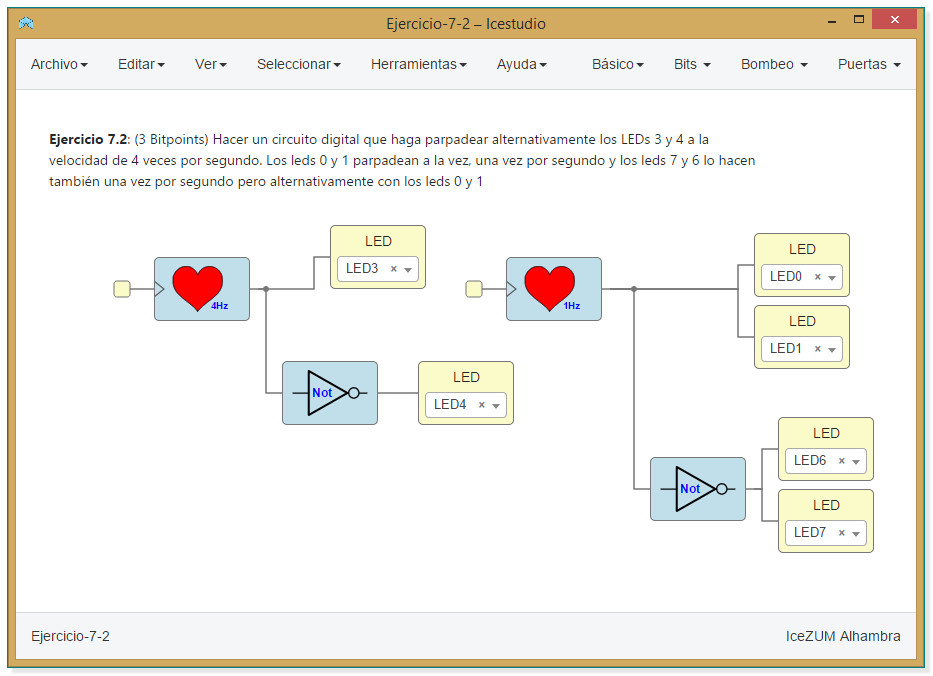 Ejercicio-7-2 – Icestudio
Archivo Editar Ver Seleccionar Herramientas Ayuda Básico Bits Bombeo Puertas
Ejercicio 7.2: (3 Bitpoints) Hacer un circuito digital que haga parpadear alternativamente los LEDs 3 y 4 a la
velocidad de 4 veces por segundo. Los leds 0 y 1 parpadean a la vez, una vez por segundo y los leds 7 y 6 lo hacen
también una vez por segundo pero alternativamente con los leds 0 y 1
LED
LED3 ×
4Hz
Not
LED
LED4 ×
1Hz
LED
LED0 ×
LED
LED1 ×
Not
LED
LED6 ×
LED
LED7 ×
Ejercicio-7-2
IceZUM Alhambra